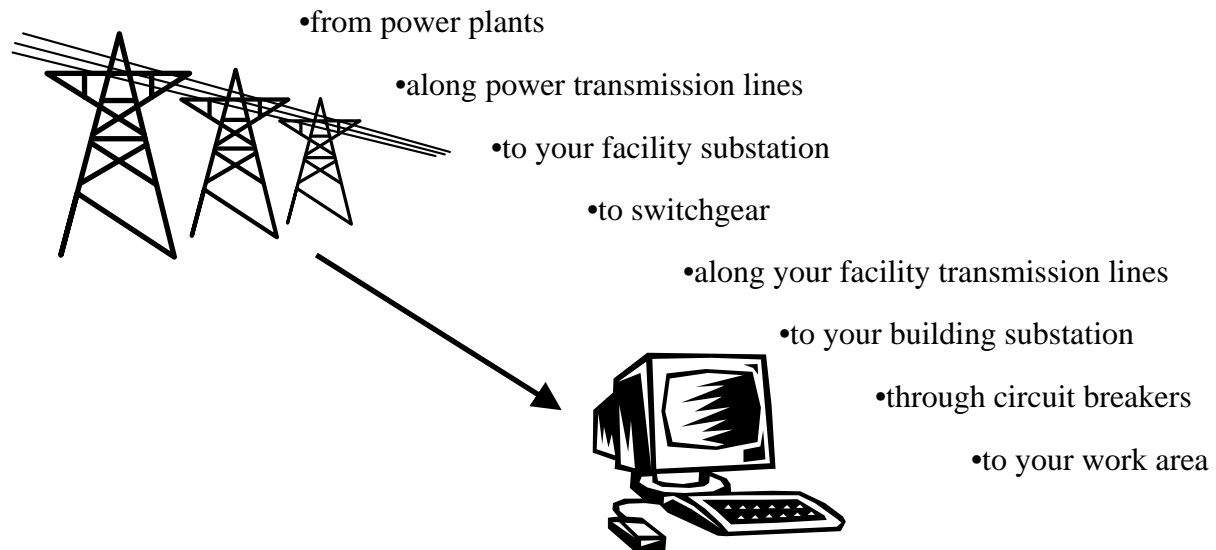 •from power plants
•along power transmission lines
•to your facility substation
•to switchgear
•along your facility transmission lines
•to your building substation
•through circuit breakers
•to your work area